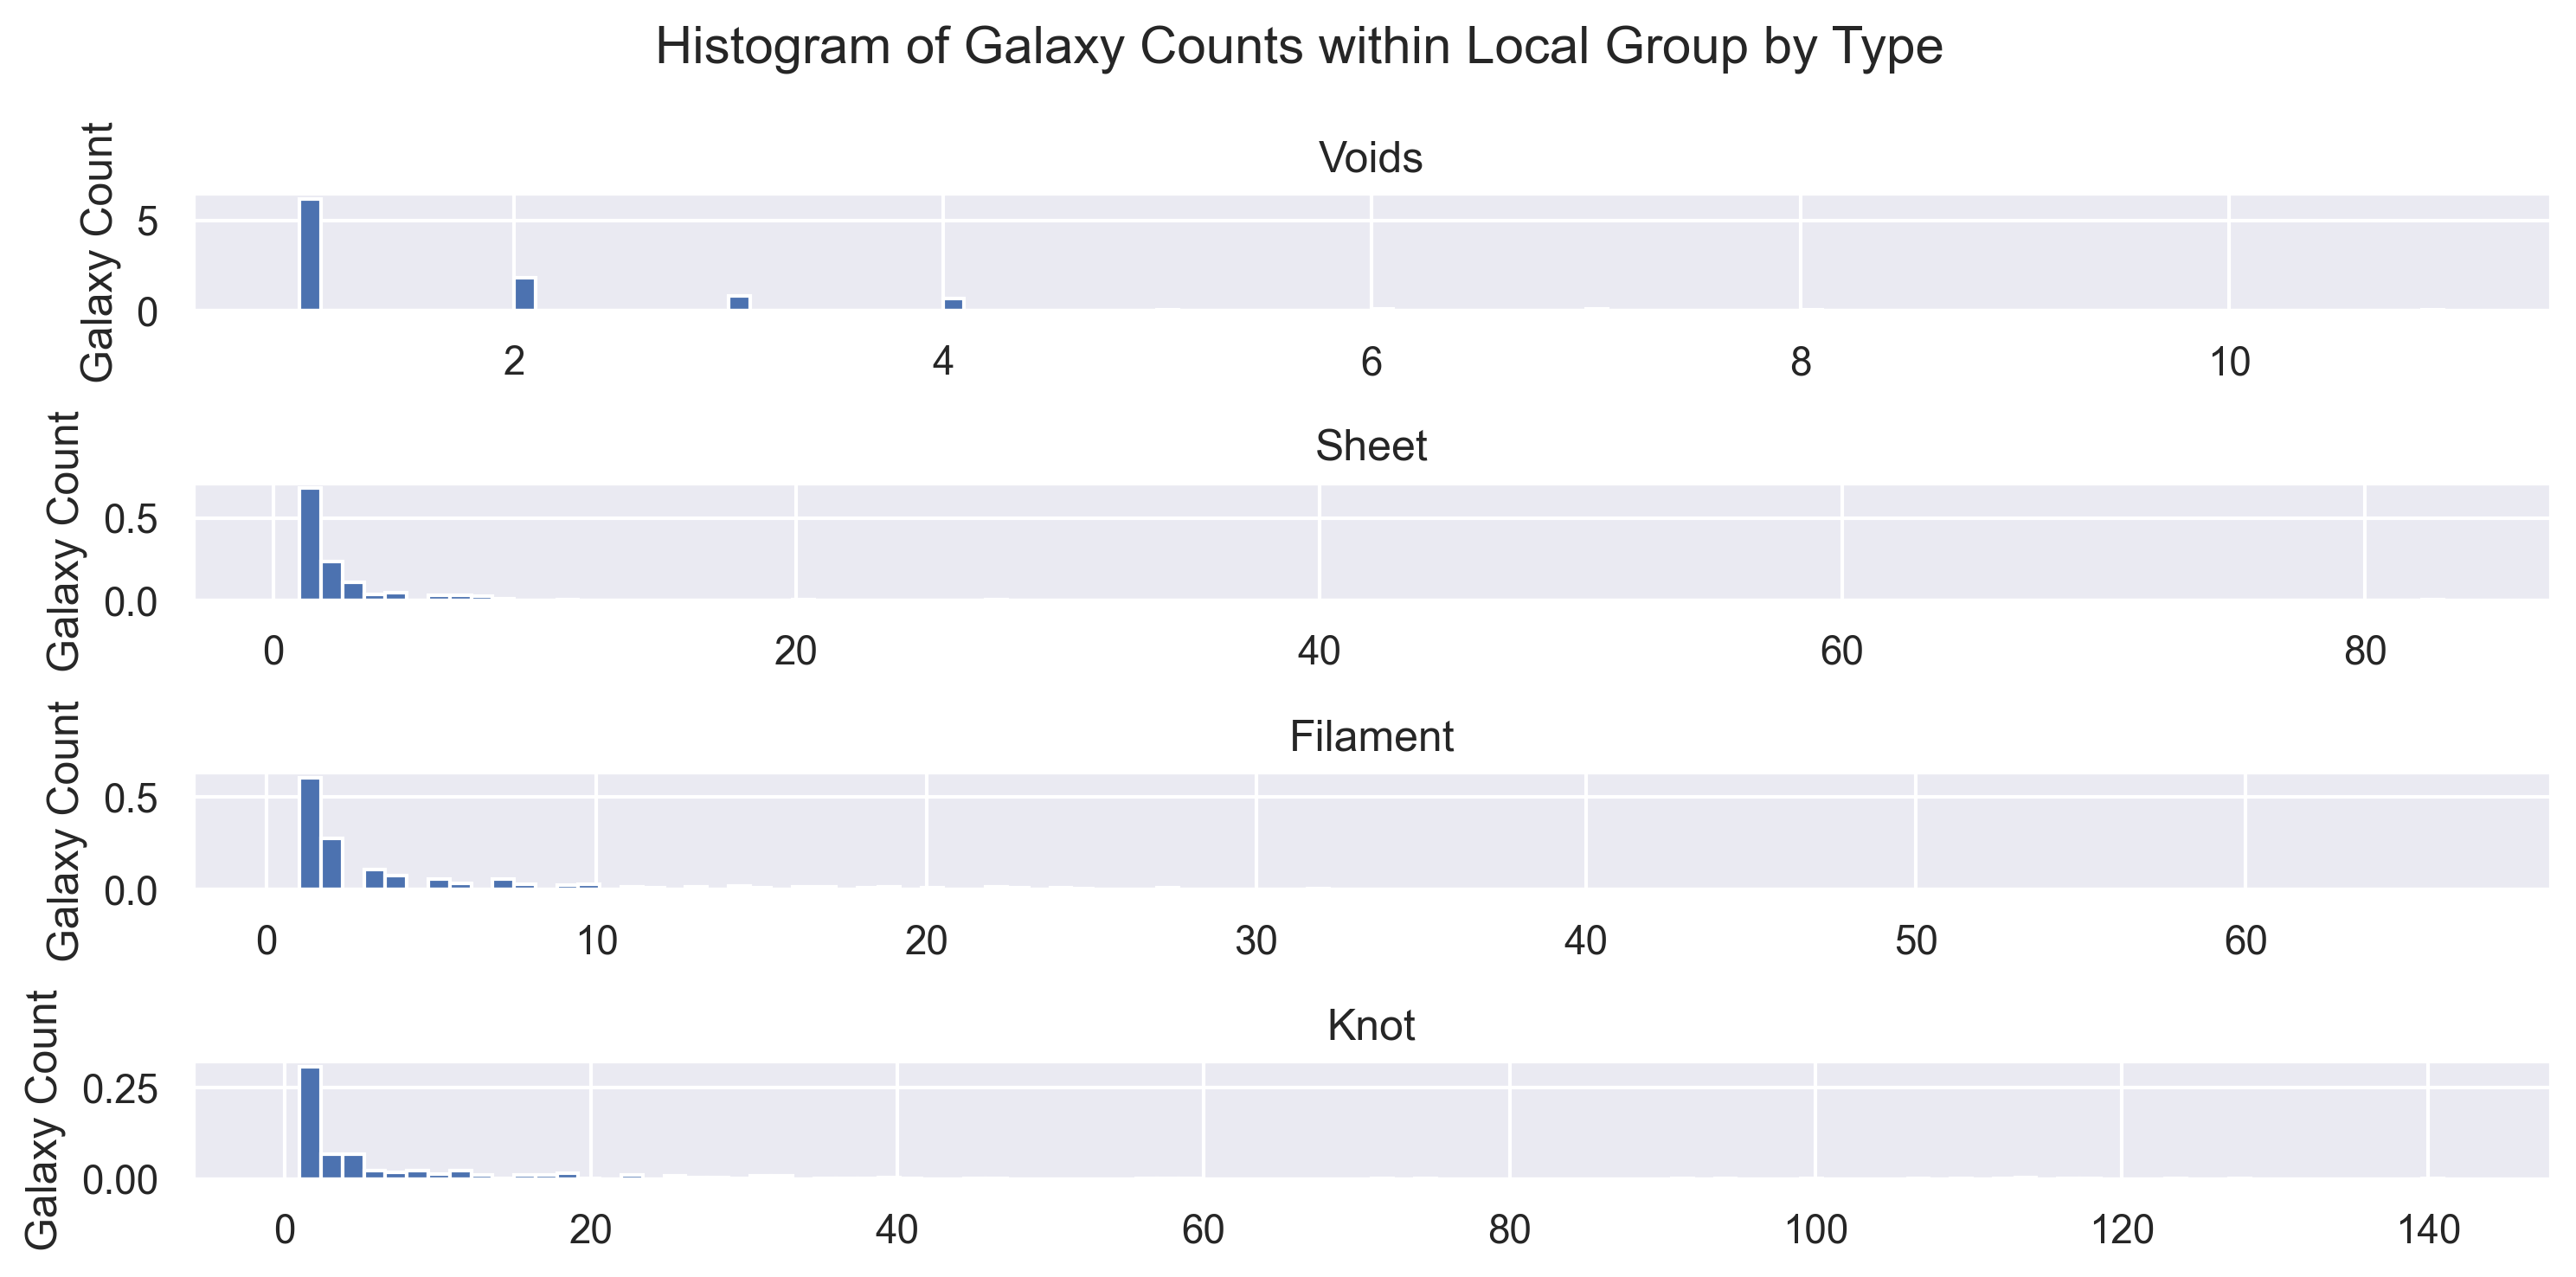 Histogram of Galaxy Counts within Local Group by Type
Voids
Galaxy Count
5
0
2 4 6 8 10
Sheet
Galaxy Count
0.5
0.0
0 20 40 60 80
Filament
Galaxy Count
0.5
0.0
0 10 20 30 40 50 60
Knot
Galaxy Count
0.25
0.00
0 20 40 60 80 100 120 140